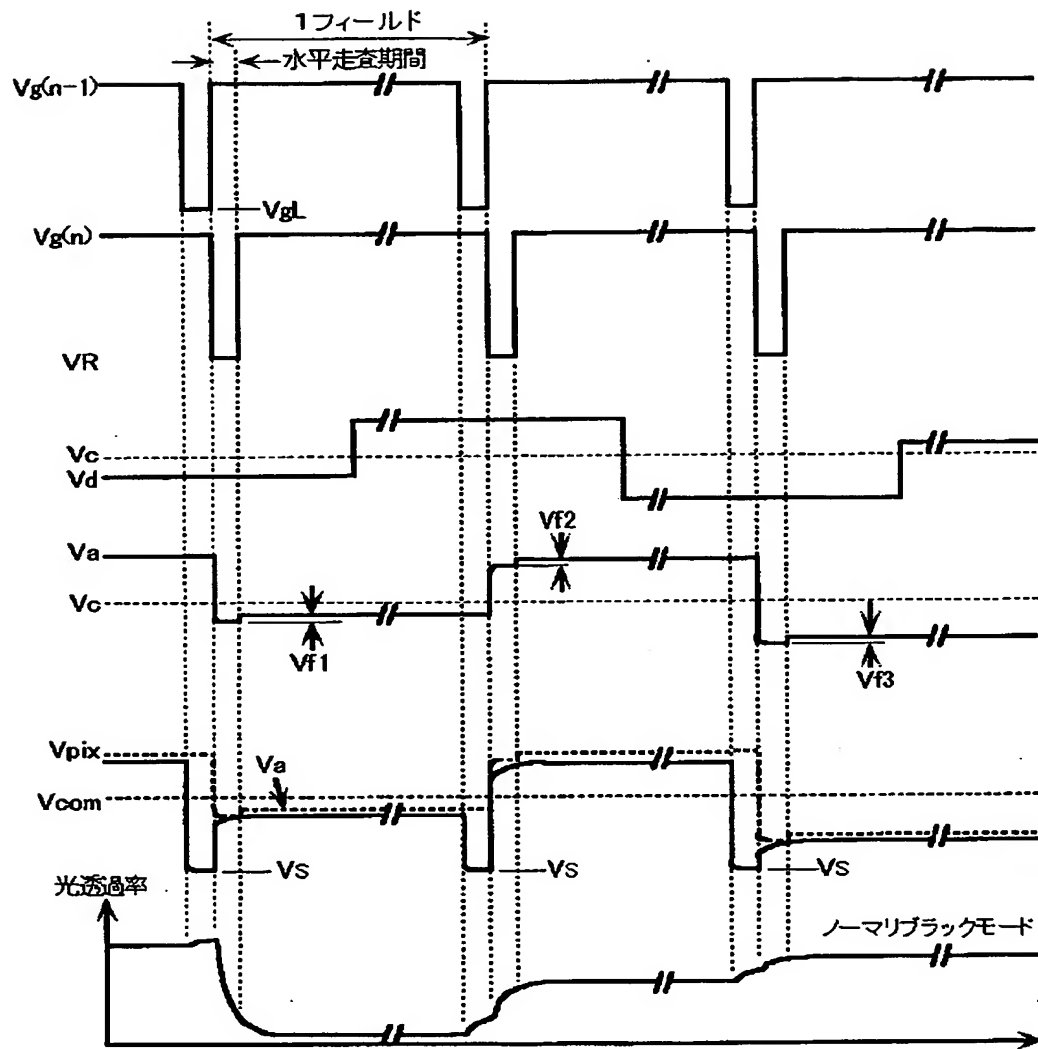 1フィールド
水平走査期間
Vg(n-1)
VgL
Vg(n)
VR
Vc
Vd
Vf2
Va
Vc
Vf1
Vf3
Vpix
Va
Vcom
VS
VS
VS
光透過率
ノーマリブラックモード